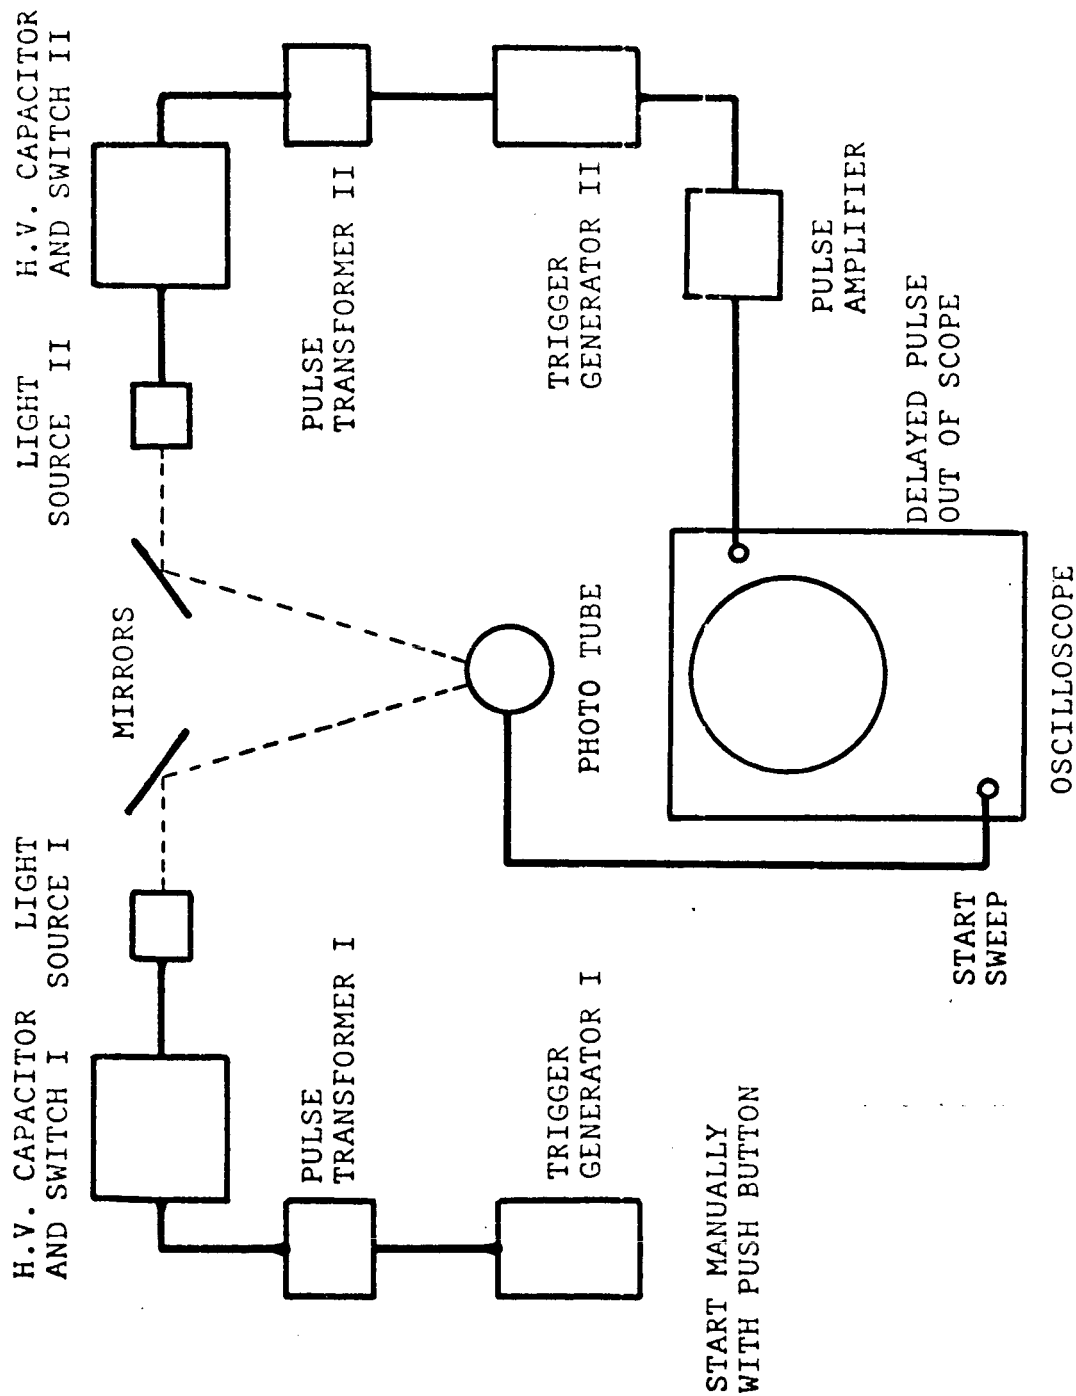 H.V. CAPACITOR
AND SWITCH I
LIGHT
SOURCE I
MIRRORS
LIGHT
SOURCE II
H.V. CAPACITOR
AND SWITCH II
PULSE
TRANSFORMER I
PULSE
TRANSFORMER II
TRIGGER
GENERATOR I
PHOTO TUBE
TRIGGER
GENERATOR II
START MANUALLY
WITH PUSH BUTTON
PULSE
AMPLIFIER
START
SWEEP
DELAYED PULSE
OUT OF SCOPE
OSCILLOSCOPE